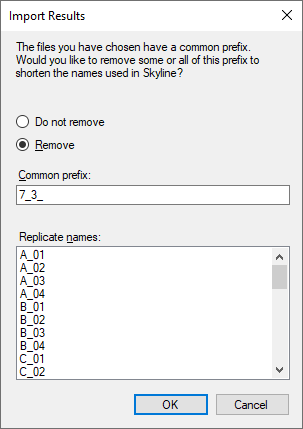 Import Results
The files you have chosen have a common prefix.
Would you like to remove some or all of this prefix to
shorten the names used in Skyline?
Do not remove
Remove
Common prefix:
7_3_
Replicate names:
A_01
A_02
A_03
A_04
B_01
B_02
B_03
B_04
C_01
C_02
OK
Cancel